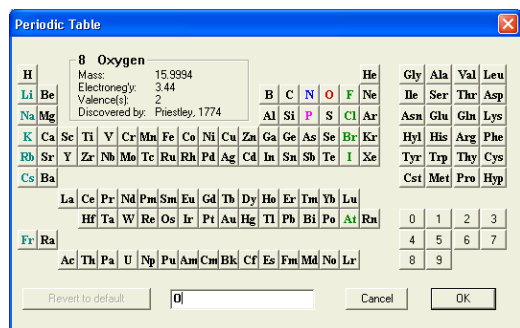 Periodic Table
8 Oxygen
Mass: 15.9994
Electroneg'y: 3.44
Valence(s): 2
Discovered by: Priestley, 1774
H He Gly Ala Val Leu
Li Be B C N O F Ne Ile Ser Thr Asp
Na Mg Al Si P S Cl Ar Asn Glu Gln Lys
K Ca Sc Ti V Cr Mn Fe Co Ni Cu Zn Ga Ge As Se Br Kr Hyl His Arg Phe
Rb Sr Y Zr Nb Mo Tc Ru Rh Pd Ag Cd In Sn Sb Te I Xe Tyr Trp Thy Cys
Cs Ba Cst Met Pro Hyp
La Ce Pr Nd Pm Sm Eu Gd Tb Dy Ho Er Tm Yb Lu
Hf Ta W Re Os Ir Pt Au Hg Tl Pb Bi Po At Rn 0 1 2 3
Fr Ra 4 5 6 7
Ac Th Pa U Np Pu Am Cm Bk Cf Es Fm Md No Lr 8 9
Revert to default O Cancel OK